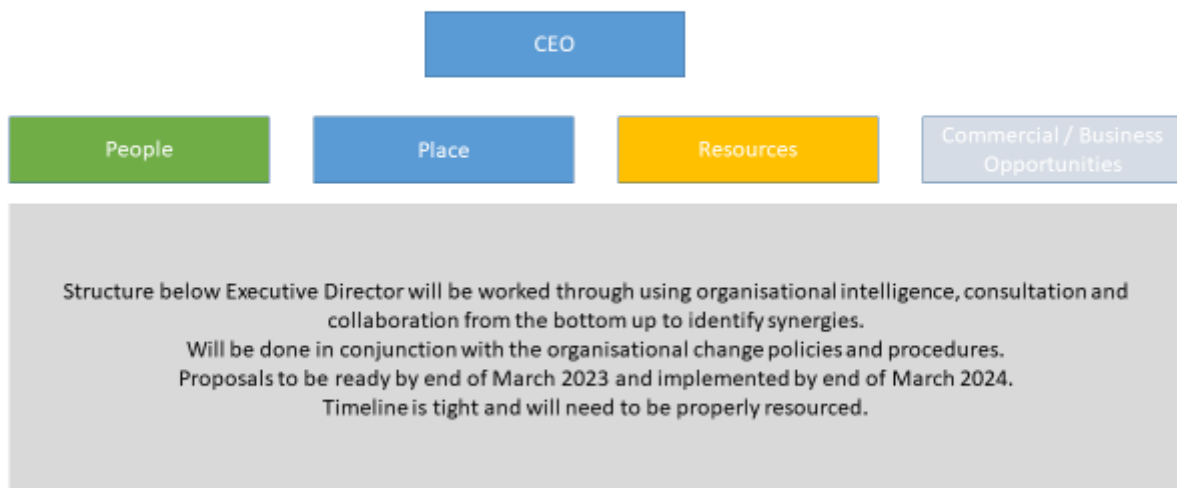 CEO
People
Place
Resources
Commercial / Business
Opportunities
Structure below Executive Director will be worked through using organisational intelligence, consultation and
collaboration from the bottom up to identify synergies.
Will be done in conjunction with the organisational change policies and procedures.
Proposals to be ready by end of March 2023 and implemented by end of March 2024.
Timeline is tight and will need to be properly resourced.